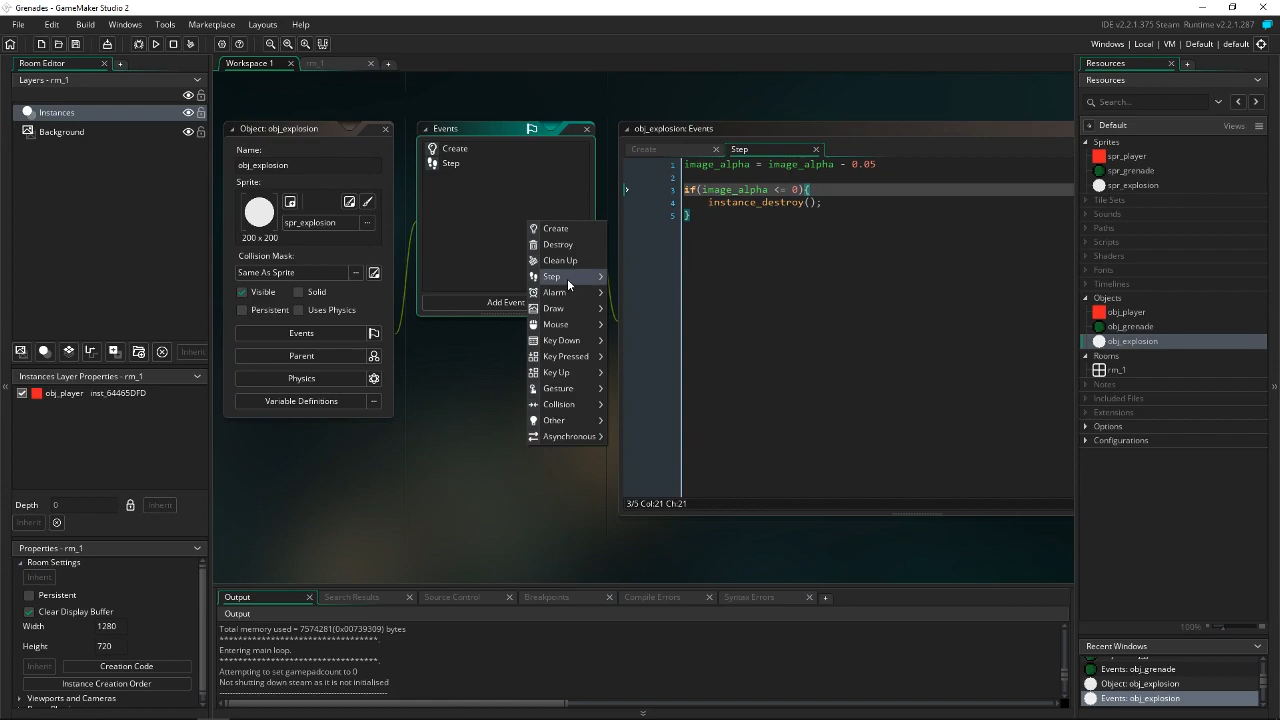 Grenades - GameMaker Studio 2
File Edit Build Windows Tools Marketplace Layouts Help
IDE v2.2.1.375 Steam Runtime v2.2.1.287
Windows | Local | VM | Default | default
Room Editor
Layers - rm_1
Instances
Background
Inherit
Instances Layer Properties - rm_1
obj_player inst_64465DFD
Depth 0 Inherit
Inherit
Properties - rm_1
Room Settings
Inherit
Persistent
Clear Display Buffer
Width 1280
Height 720
Inherit Creation Code
Instance Creation Order
Viewports and Cameras
Workspace 1 rm_1
Object: obj_explosion
Name:
obj_explosion
Sprite:
spr_explosion
200 x 200
Collision Mask:
Same As Sprite
Visible Solid
Persistent Uses Physics
Events
Parent
Physics
Variable Definitions
Events
Create
Step
Add Event
Create
Destroy
Clean Up
Step
Alarm
Draw
Mouse
Key Down
Key Pressed
Key Up
Gesture
Collision
Other
Asynchronous
obj_explosion: Events
Create Step
1 image_alpha = image_alpha - 0.05
2
3 if(image_alpha <= 0){
4 instance_destroy();
5 }
3/5 Col:21 Ch:21
Output Search Results Source Control Breakpoints Compile Errors Syntax Errors
Output
Total memory used = 7574281(0x00739309) bytes
**********************************.
Entering main loop.
**********************************.
Attempting to set gamepadcount to 0
Not shutting down steam as it is not initialised
Resources
Resources
Search...
Default Views
Sprites
spr_player
spr_grenade
spr_explosion
Tile Sets
Sounds
Paths
Scripts
Shaders
Fonts
Timelines
Objects
obj_player
obj_grenade
obj_explosion
Rooms
rm_1
Notes
Included Files
Extensions
Options
Configurations
100%
Recent Windows
Events: obj_grenade
Object: obj_explosion
Events: obj_explosion